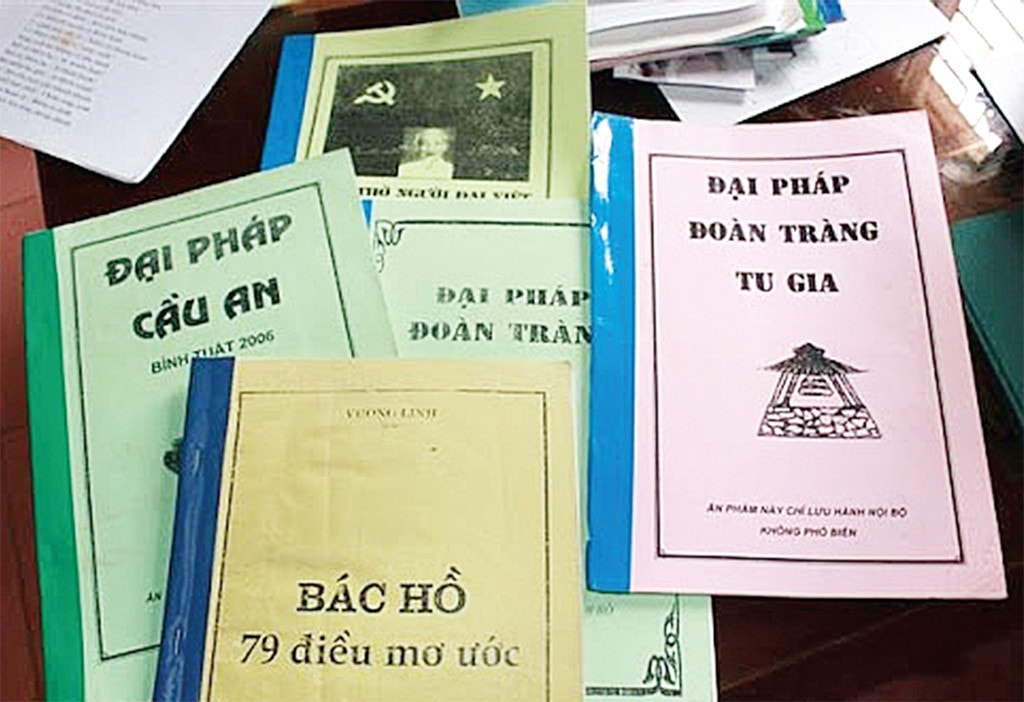 THỜ NGƯỜI ĐẠI VIỆT
ĐẠI PHÁP
CẦU AN
BÍNH TUẤT 2006
ĐẠI PHÁP
ĐOÀN TRÀN
ĐẠI PHÁP
ĐOÀN TRÀNG
TU GIA
ẤN PHẨM NÀY CHỈ LƯU HÀNH NỘI BỘ
KHÔNG PHỔ BIẾN
VƯƠNG LINH
BÁC HỒ
79 điều mơ ước